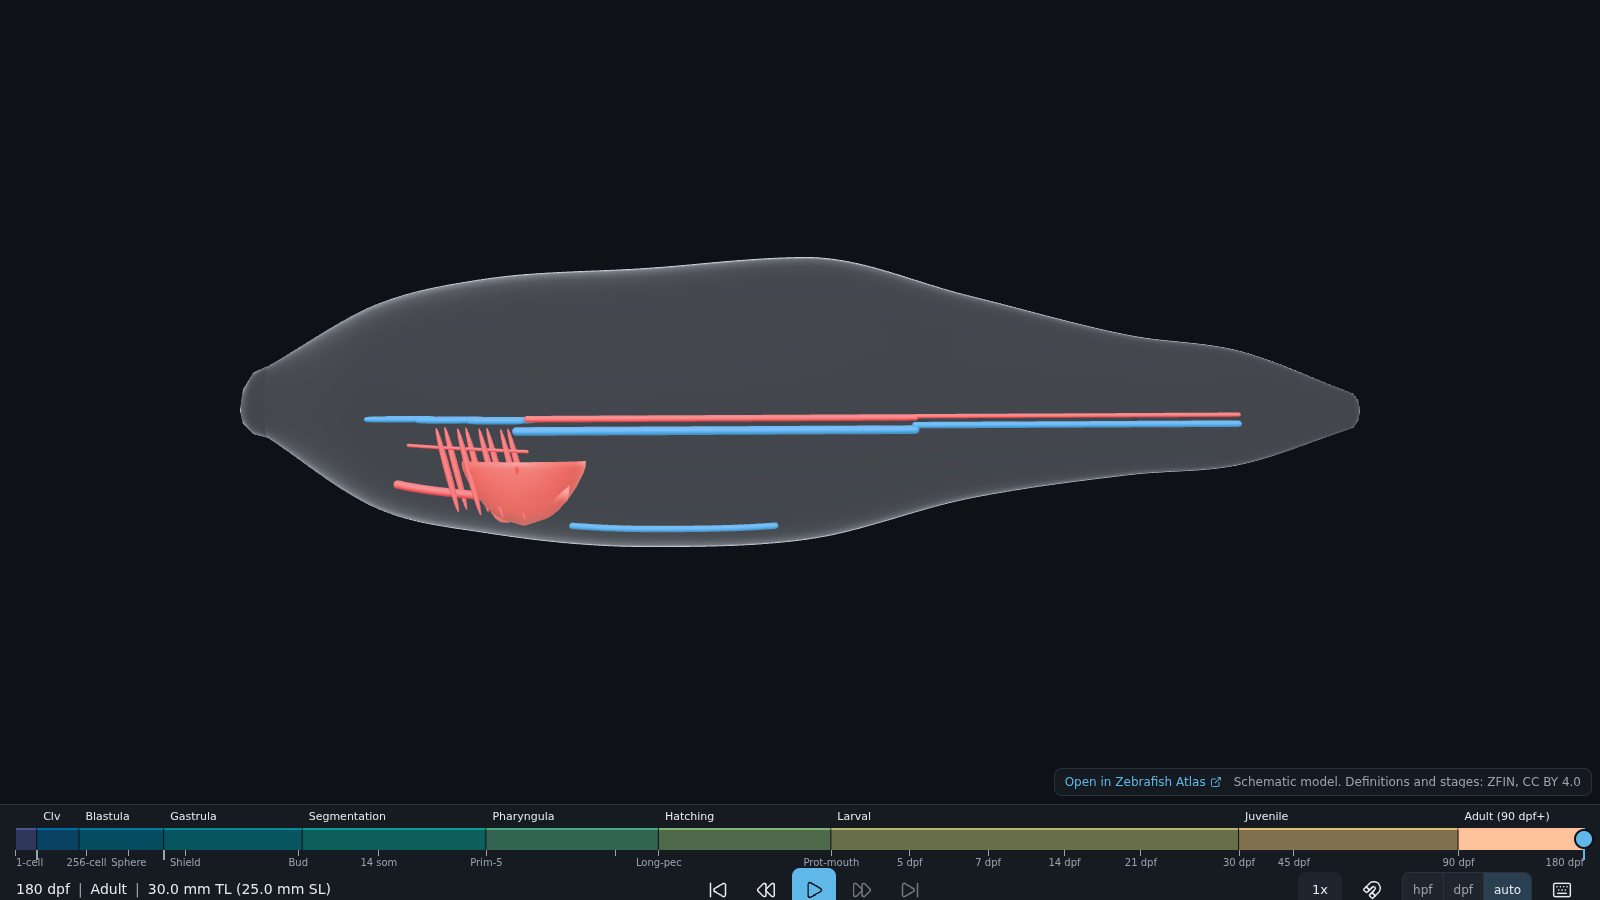 Open in Zebrafish Atlas Schematic model. Definitions and stages: ZFIN, CC BY 4.0
Clv Blastula Gastrula Segmentation Pharyngula Hatching Larval Juvenile Adult (90 dpf+)
1-cell 256-cell Sphere Shield Bud 14 som Prim-5 Long-pec Prot-mouth 5 dpf 7 dpf 14 dpf 21 dpf 30 dpf 45 dpf 90 dpf 180 dpf
180 dpf | Adult | 30.0 mm TL (25.0 mm SL) 1x hpf dpf auto